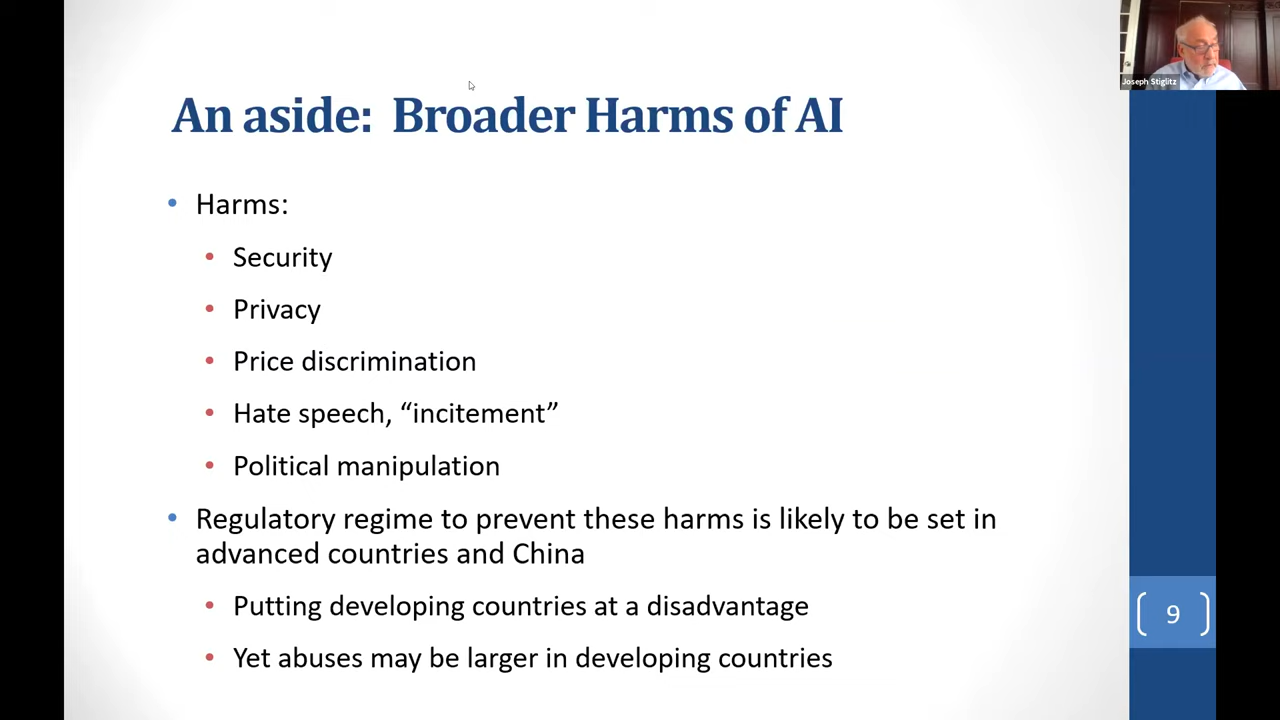 Joseph Stiglitz
An aside: Broader Harms of AI
• Harms:
• Security
• Privacy
• Price discrimination
• Hate speech, “incitement”
• Political manipulation
• Regulatory regime to prevent these harms is likely to be set in
advanced countries and China
• Putting developing countries at a disadvantage
• Yet abuses may be larger in developing countries
9